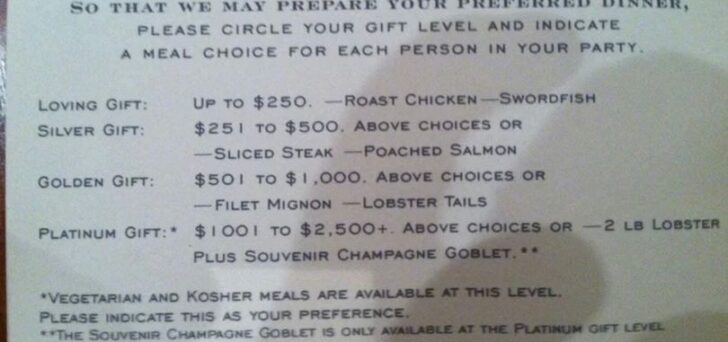 SO THAT WE MAY PREPARE YOUR PREFERRED DINNER,
PLEASE CIRCLE YOUR GIFT LEVEL AND INDICATE
A MEAL CHOICE FOR EACH PERSON IN YOUR PARTY.
LOVING GIFT: UP TO $250. —ROAST CHICKEN —SWORDFISH
SILVER GIFT: $251 TO $500. ABOVE CHOICES OR
—SLICED STEAK —POACHED SALMON
GOLDEN GIFT: $501 TO $1,000. ABOVE CHOICES OR
—FILET MIGNON —LOBSTER TAILS
PLATINUM GIFT:* $1001 TO $2,500+. ABOVE CHOICES OR —2 LB LOBSTER
PLUS SOUVENIR CHAMPAGNE GOBLET.**
*VEGETARIAN AND KOSHER MEALS ARE AVAILABLE AT THIS LEVEL.
PLEASE INDICATE THIS AS YOUR PREFERENCE.
**THE SOUVENIR CHAMPAGNE GOBLET IS ONLY AVAILABLE AT THE PLATINUM GIFT LEVEL